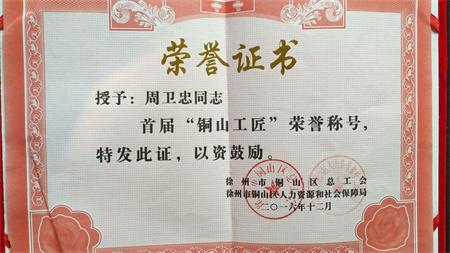 荣誉证书
授予：周卫忠同志
首届“铜山工匠”荣誉称号，
特发此证，以资鼓励。
徐州市铜山区总工会
徐州市铜山区人力资源和社会保障局
二〇一六年十二月